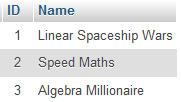 ID Name
1 Linear Spaceship Wars
2 Speed Maths
3 Algebra Millionaire